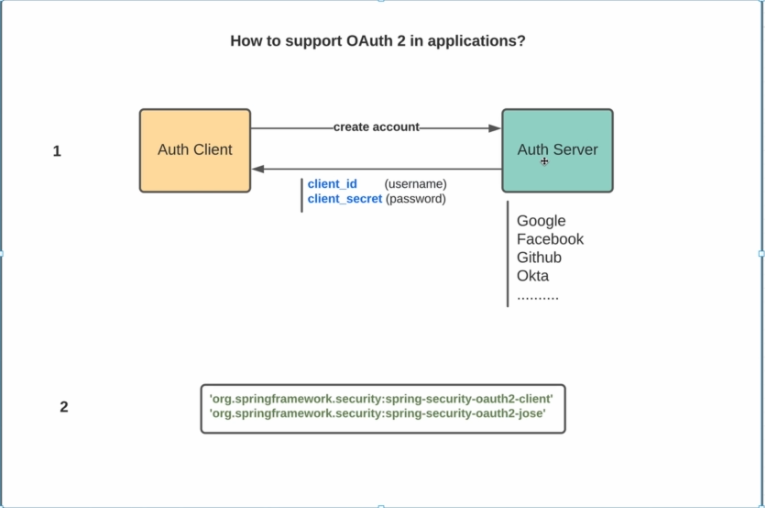 How to support OAuth 2 in applications?
1
Auth Client
create account
Auth Server
client_id (username)
client_secret (password)
Google
Facebook
Github
Okta
..........
2
'org.springframework.security:spring-security-oauth2-client'
'org.springframework.security:spring-security-oauth2-jose'